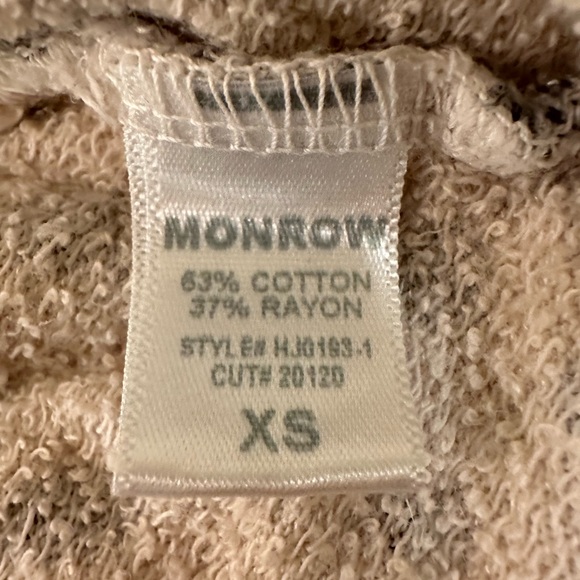 MONROW
63% COTTON
37% RAYON
STYLE# HJ0193-1
CUT# 20120
XS